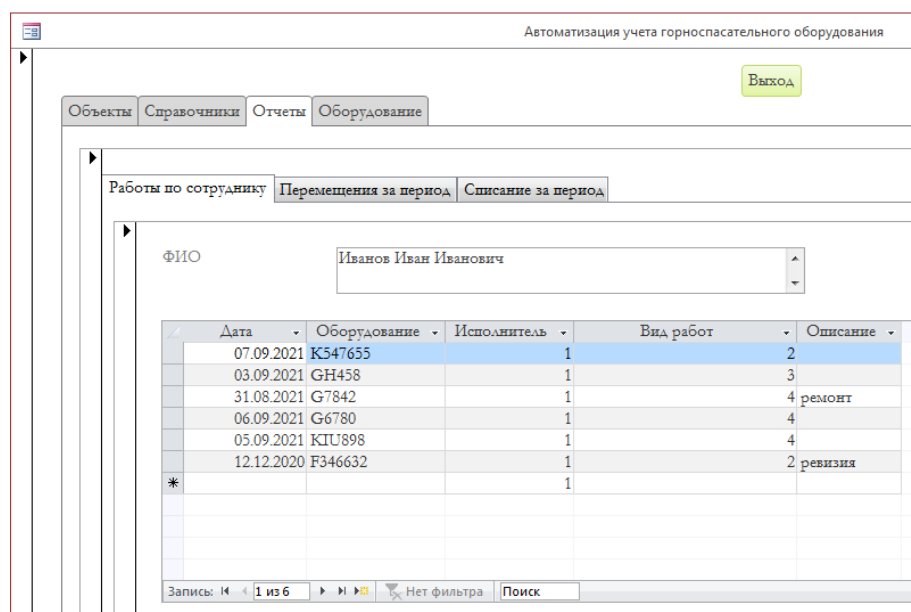 Автоматизация учета горноспасательного оборудования
Выход
Объекты Справочники Отчеты Оборудование
Работы по сотруднику Перемещения за период Списание за период
ФИО Иванов Иван Иванович
Дата Оборудование Исполнитель Вид работ Описание
07.09.2021 K547655 1 2
03.09.2021 GH458 1 3
31.08.2021 G7842 1 4 ремонт
06.09.2021 G6780 1 4
05.09.2021 KIU898 1 4
12.12.2020 F346632 1 2 ревизия
1
Запись: 1 из 6 Нет фильтра Поиск